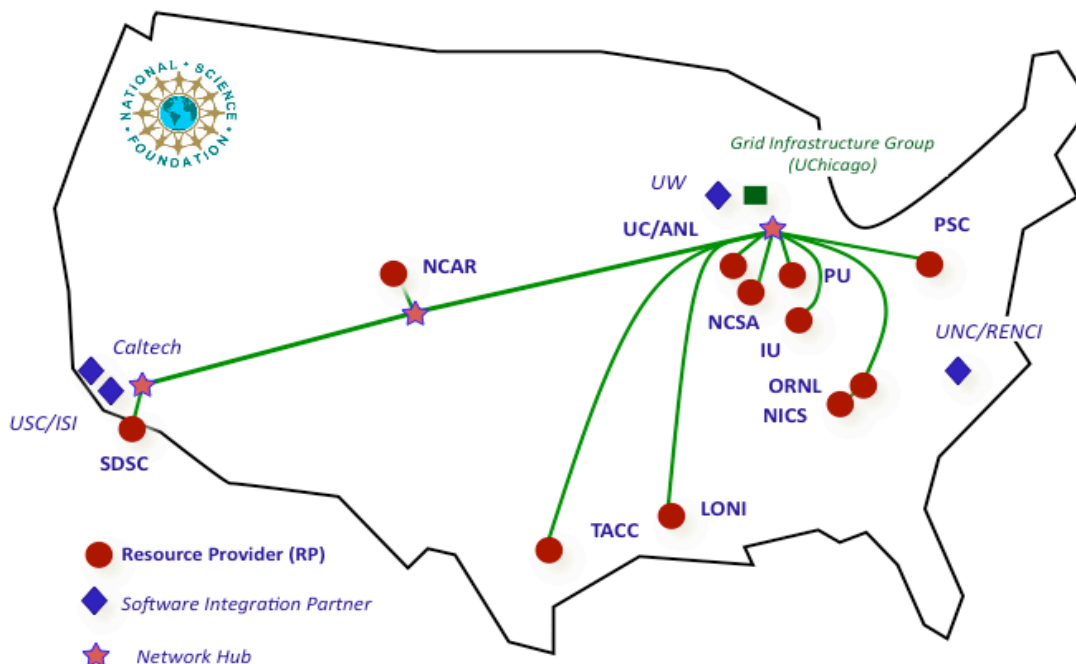 NATIONAL • SCIENCE
• FOUNDATION •
Grid Infrastructure Group
(UChicago)
UW
UC/ANL
PSC
NCAR
PU
NCSA
IU
UNC/RENCI
Caltech
ORNL
NICS
USC/ISI
SDSC
LONI
TACC
Resource Provider (RP)
Software Integration Partner
Network Hub